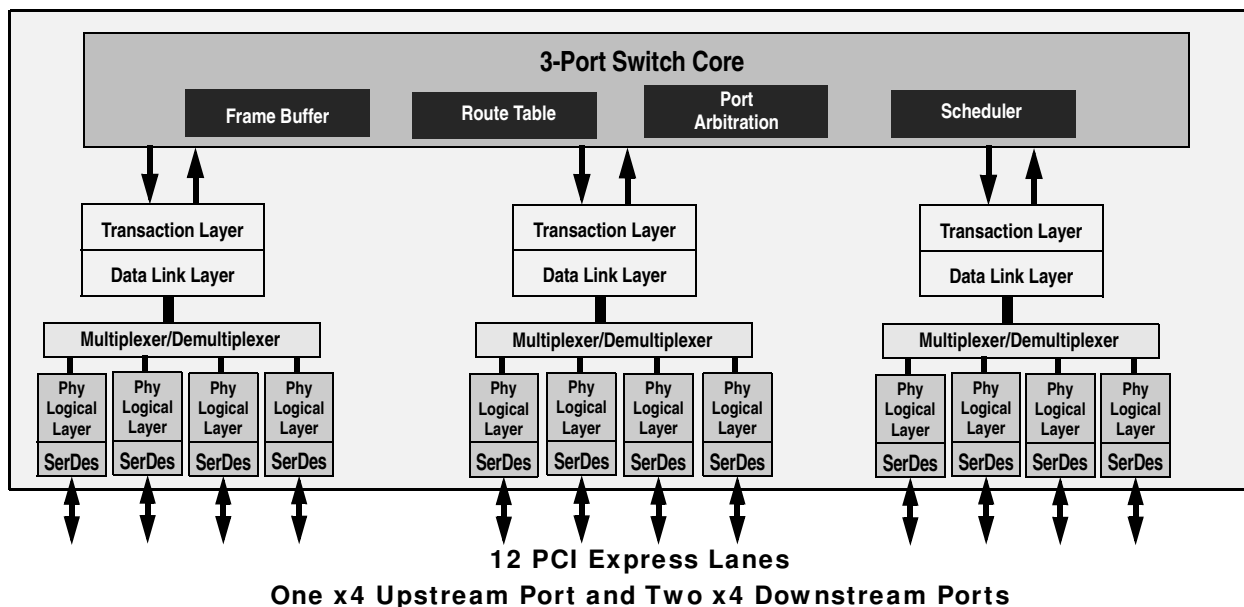 3-Port Switch Core
Frame Buffer
Route Table
Port
Arbitration
Scheduler
Transaction Layer
Data Link Layer
Transaction Layer
Data Link Layer
Transaction Layer
Data Link Layer
Multiplexer/Demultiplexer
Multiplexer/Demultiplexer
Multiplexer/Demultiplexer
Phy
Logical
Layer
SerDes
Phy
Logical
Layer
SerDes
Phy
Logical
Layer
SerDes
Phy
Logical
Layer
SerDes
Phy
Logical
Layer
SerDes
Phy
Logical
Layer
SerDes
Phy
Logical
Layer
SerDes
Phy
Logical
Layer
SerDes
Phy
Logical
Layer
SerDes
Phy
Logical
Layer
SerDes
Phy
Logical
Layer
SerDes
Phy
Logical
Layer
SerDes
12 PCI Express Lanes
One x4 Upstream Port and Two x4 Downstream Ports